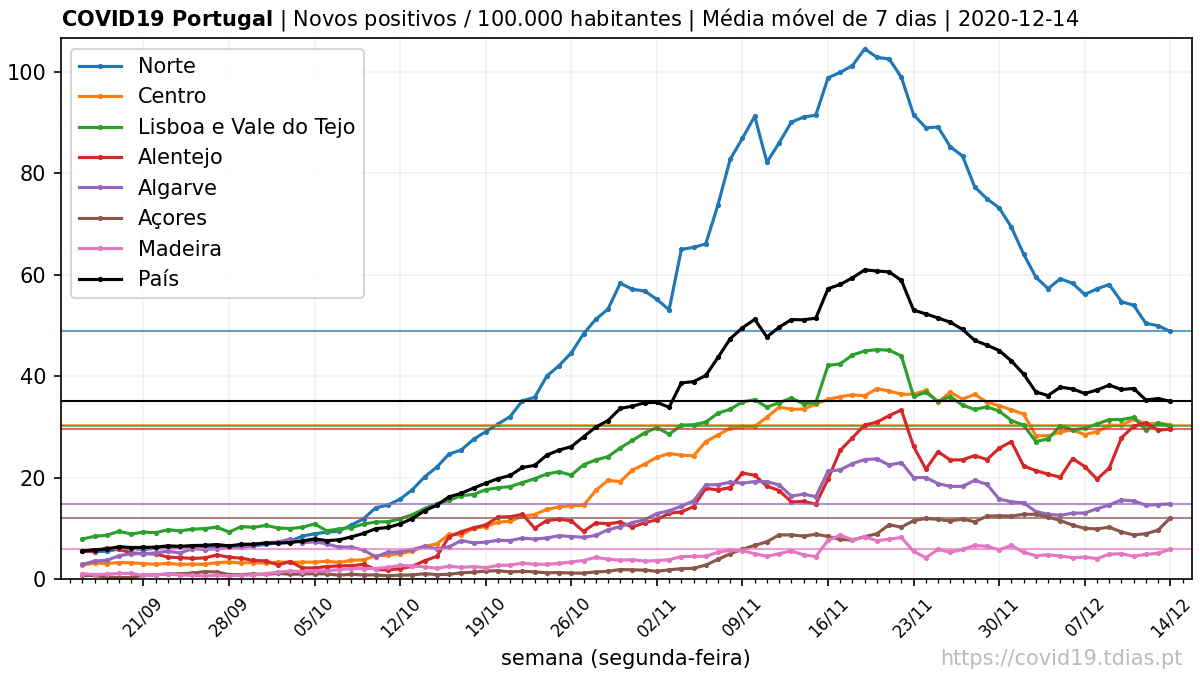 COVID19 Portugal | Novos positivos / 100.000 habitantes | Média móvel de 7 dias | 2020-12-14
Norte
Centro
Lisboa e Vale do Tejo
Alentejo
Algarve
Açores
Madeira
País
100
80
60
40
20
0
21/09
28/09
05/10
12/10
19/10
26/10
02/11
09/11
16/11
23/11
30/11
07/12
14/12
semana (segunda-feira)
https://covid19.tdias.pt